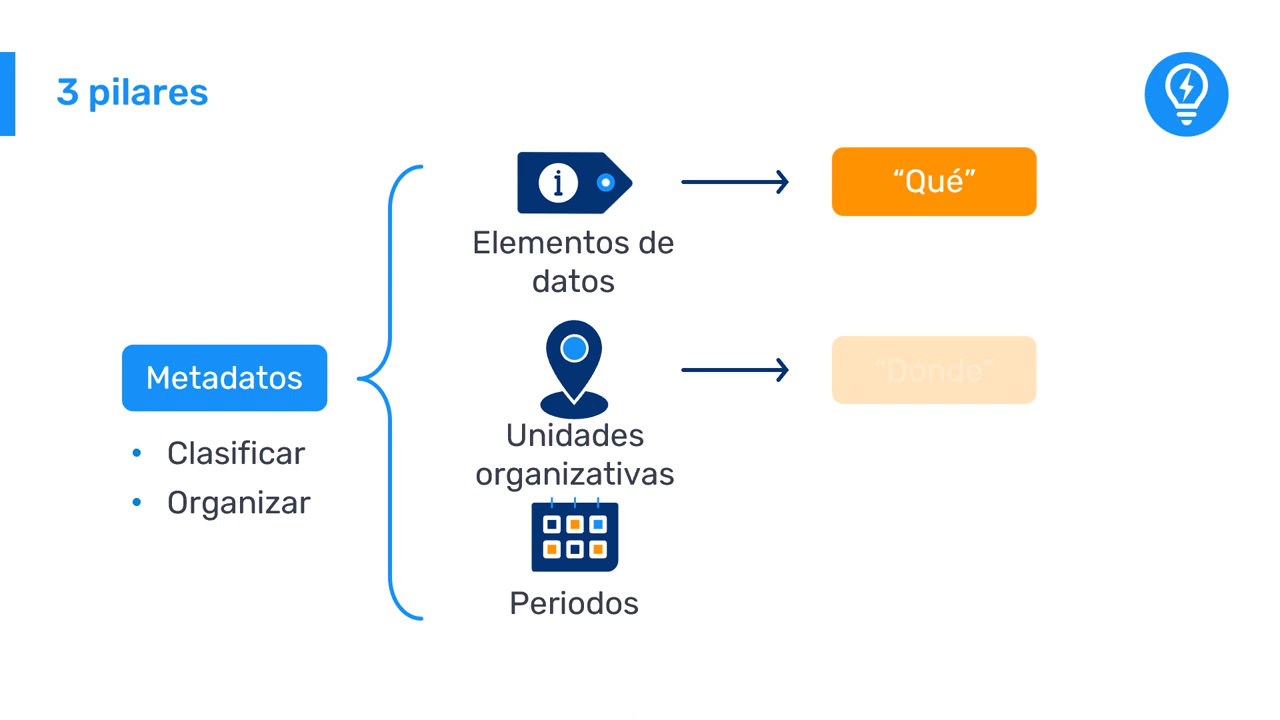 3 pilares
“Qué”
Elementos de
datos
Metadatos
“Dónde”
• Clasificar
• Organizar
Unidades
organizativas
Periodos